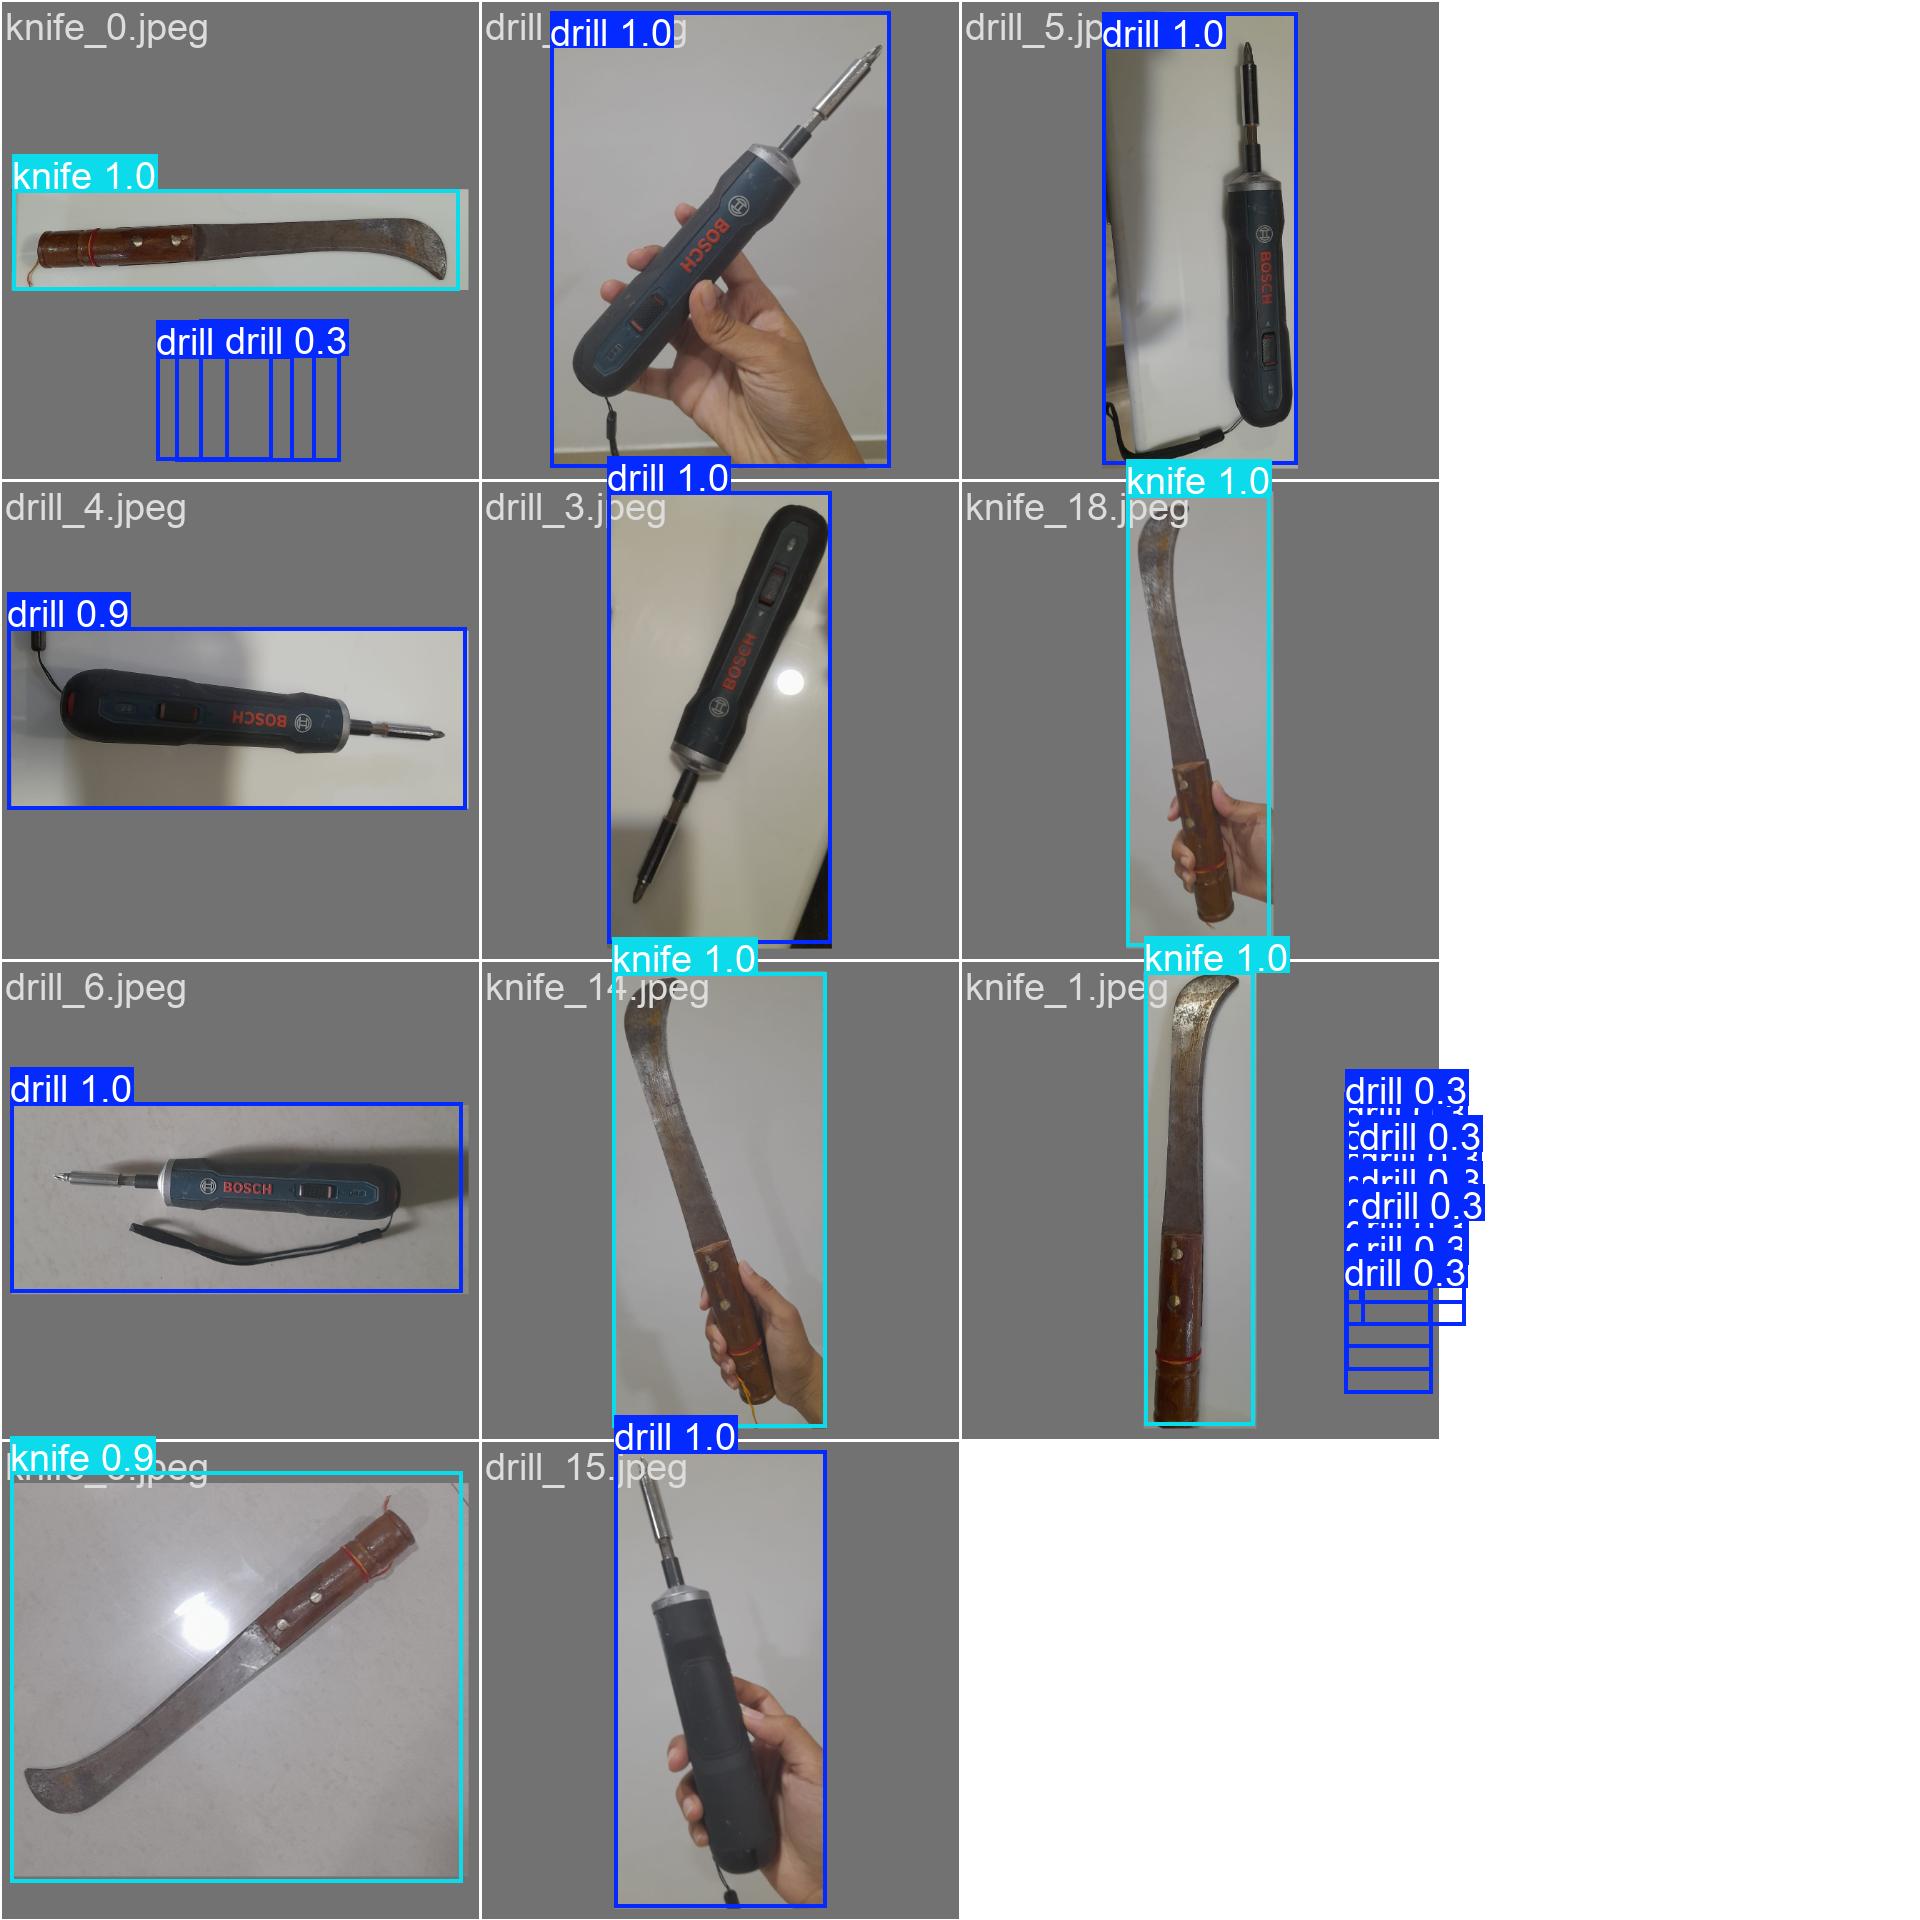 knife_0.jpeg
knife 1.0
drill drill 0.3
drill_
drill 1.0
g
BOSCH
drill_5.jp
drill 1.0
BOSCH
drill_4.jpeg
drill 0.9
BOSCH
drill 1.0
drill_3.jpeg
BOSCH
knife 1.0
knife_18.jpeg
drill_6.jpeg
drill 1.0
BOSCH
knife 1.0
knife_14.jpeg
knife 1.0
knife_1.jpeg
drill 0.3
drill 0.3
drill 0.3
drill 0.3
knife 0.9
peg
drill 1.0
drill_15.jpeg